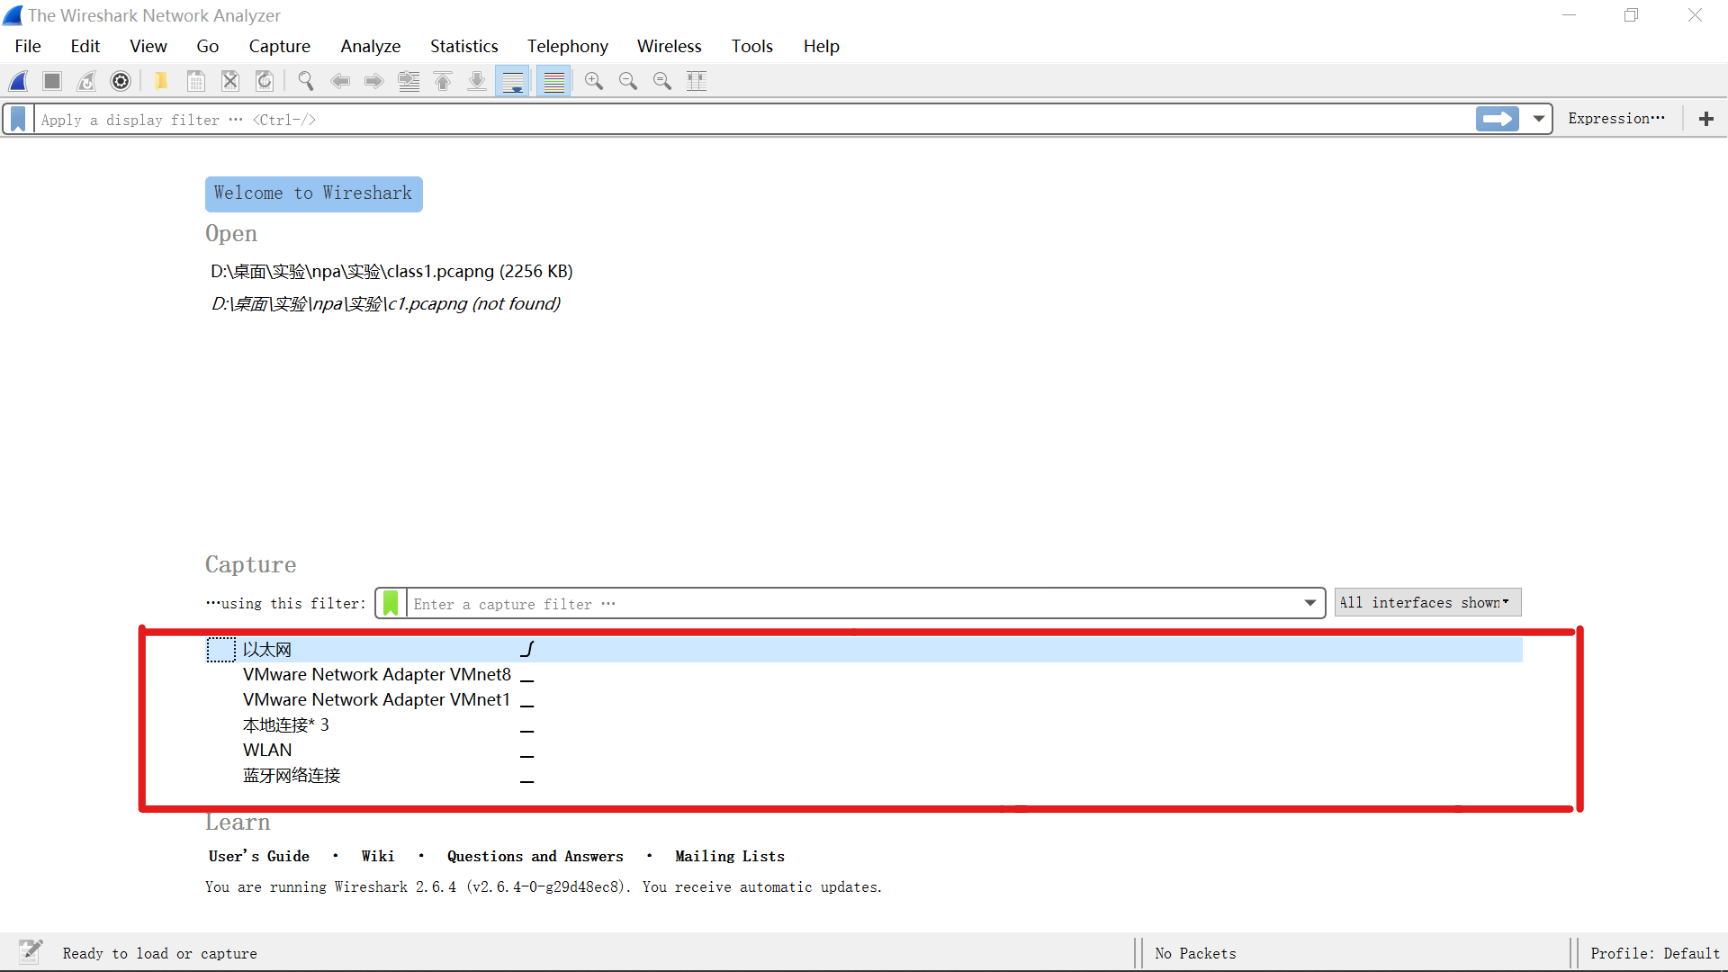 The Wireshark Network Analyzer
File Edit View Go Capture Analyze Statistics Telephony Wireless Tools Help
Apply a display filter ··· <Ctrl-/> Expression··· +
Welcome to Wireshark
Open
D:\桌面\实验\npa\实验\class1.pcapng (2256 KB)
D:\桌面\实验\npa\实验\c1.pcapng (not found)
Capture
···using this filter: Enter a capture filter ··· All interfaces shown
以太网
VMware Network Adapter VMnet8
VMware Network Adapter VMnet1
本地连接* 3
WLAN
蓝牙网络连接
Learn
User's Guide · Wiki · Questions and Answers · Mailing Lists
You are running Wireshark 2.6.4 (v2.6.4-0-g29d48ec8). You receive automatic updates.
Ready to load or capture No Packets Profile: Default